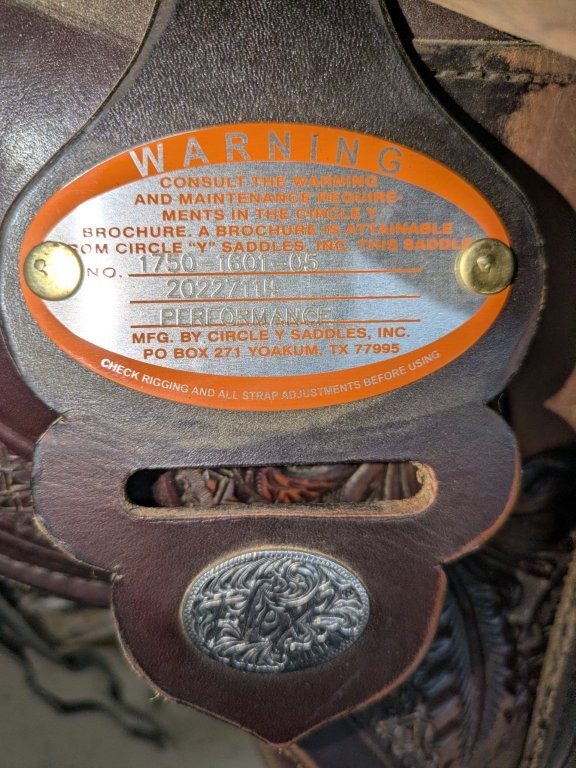 WARNING
CONSULT THE WARNING
AND MAINTENANCE REQUIRE-
MENTS IN THE CIRCLE Y
BROCHURE. A BROCHURE IS ATTAINABLE
ROM CIRCLE "Y" SADDLES, INC. THIS SADDLE
NO. 1750-1601-05
PERFORMANCE
MFG. BY CIRCLE Y SADDLES, INC.
PO BOX 271 YOAKUM, TX 77995
CHECK RIGGING AND ALL STRAP ADJUSTMENTS BEFORE USING